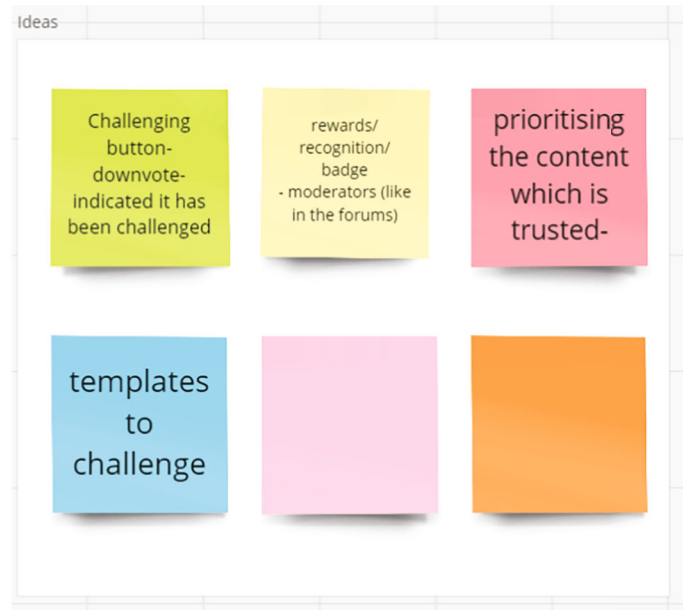 Ideas
Challenging
button-
downvote-
indicated it has
been challenged
rewards/
recognition/
badge
- moderators (like
in the forums)
prioritising
the content
which is
trusted-
templates
to
challenge